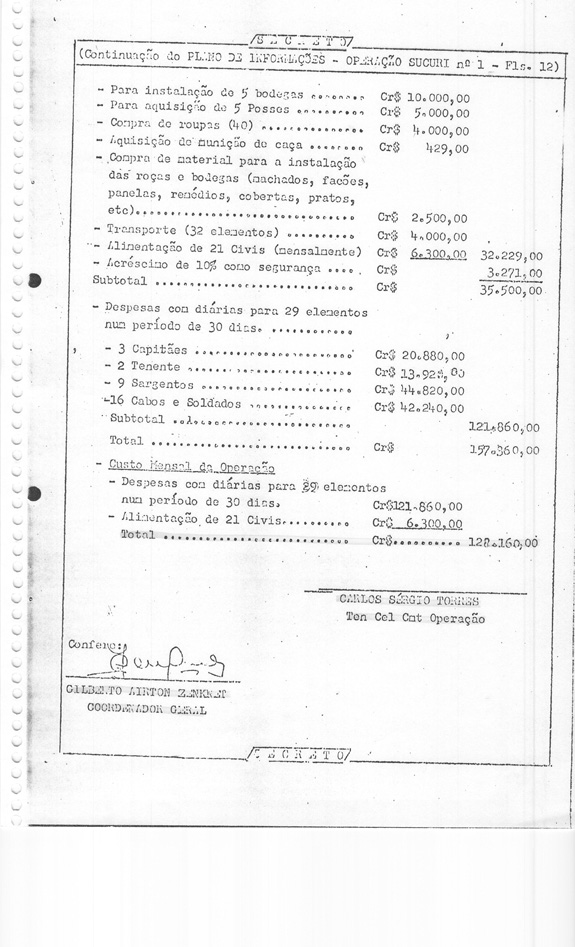 /S E C R E T O/
(Continuação do PLANO DE INFORMAÇÕES - OPERAÇÃO SUCURI nº 1 - Fls. 12)
- Para instalação de 5 bodegas ......... Cr$ 10.000,00
- Para aquisição de 5 Posses ........... Cr$ 5.000,00
- Compra de roupas (40) ................ Cr$ 4.000,00
- Aquisição de munição de caça ......... Cr$ 429,00
- Compra de material para a instalação
das roças e bodegas (machados, facões,
panelas, remédios, cobertas, pratos,
etc)................................. Cr$ 2.500,00
- Transporte (32 elementos) .......... Cr$ 4.000,00
- Alimentação de 21 Civis (mensalmente) Cr$ 6.300,00 32.229,00
- Acréscimo de 10% como segurança .... Cr$ 3.271,00
Subtotal ............................. Cr$ 35.500,00
- Despesas com diárias para 29 elementos
num período de 30 dias. ............
- 3 Capitães ...................... Cr$ 20.880,00
- 2 Tenente ....................... Cr$ 13.928,00
- 9 Sargentos ..................... Cr$ 44.820,00
-16 Cabos e Soldados .............. Cr$ 42.240,00
Subtotal ........................ 121.860,00
Total ........................... Cr$ 157.360,00
- Custo Mensal da Operação
- Despesas com diárias para 29 elementos
num período de 30 dias. Cr$121.860,00
- Alimentação de 21 Civis.......... Cr$ 6.300,00
Total ........................... Cr$.......... 128.160,00
CARLOS SÉRGIO TORRES
Ten Cel Cmt Operação
Confere:
GILBERTO AIRTON ZENKNER
COORDENADOR GERAL
/S E C R E T O/